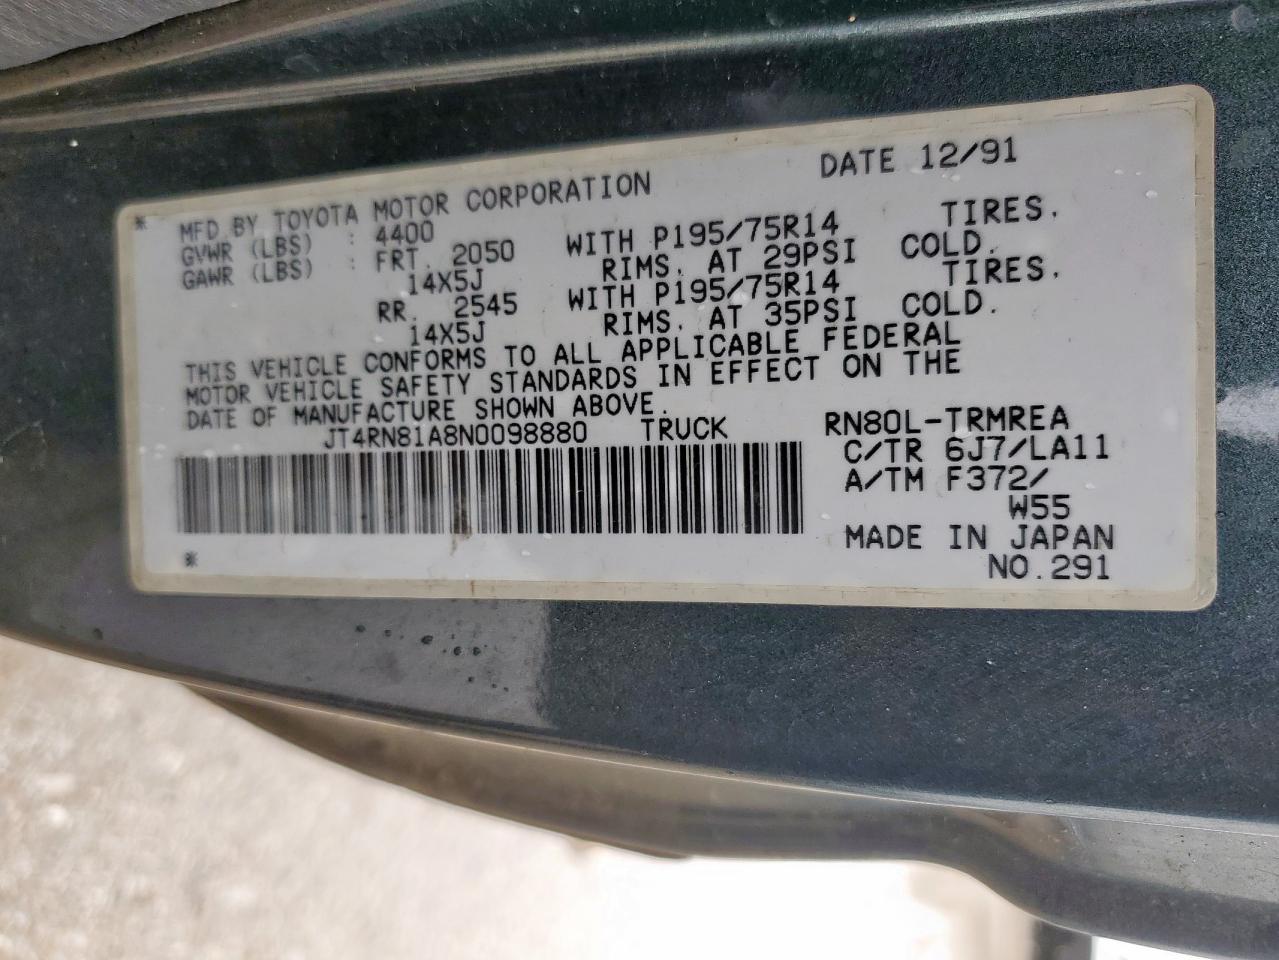 * MFD BY TOYOTA MOTOR CORPORATION DATE 12/91
GVWR (LBS) : 4400
GAWR (LBS) : FRT. 2050 WITH P195/75R14 TIRES.
14X5J RIMS. AT 29PSI COLD.
RR. 2545 WITH P195/75R14 TIRES.
14X5J RIMS. AT 35PSI COLD.
THIS VEHICLE CONFORMS TO ALL APPLICABLE FEDERAL
MOTOR VEHICLE SAFETY STANDARDS IN EFFECT ON THE
DATE OF MANUFACTURE SHOWN ABOVE.
JT4RN81A8N0098880 TRUCK RN80L-TRMREA
C/TR 6J7/LA11
A/TM F372/
W55
MADE IN JAPAN
* NO.291